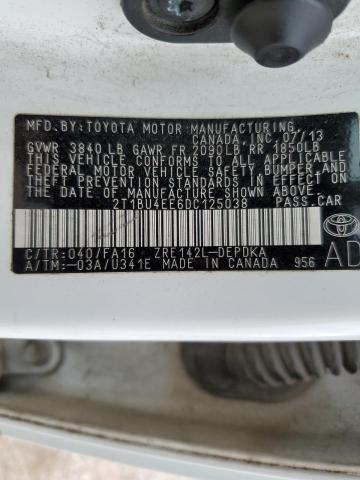 MFD.BY:TOYOTA MOTOR MANUFACTURING
CANADA,INC 07/13
GVWR 3840 LB GAWR FR 2090LB RR 1850LB
THIS VEHICLE CONFORMS TO ALL APPLICABLE
FEDERAL MOTOR VEHICLE SAFETY, BUMPER AND
THEFT PREVENTION STANDARDS IN EFFECT ON
THE DATE OF MANUFACTURE SHOWN ABOVE.
2T1BU4EE6DC125038 PASS.CAR
C/TR:040/FA16 ZRE142L-DEPDKA
A/TM:-03A/U341E MADE IN CANADA 956
TOYOTA
AD